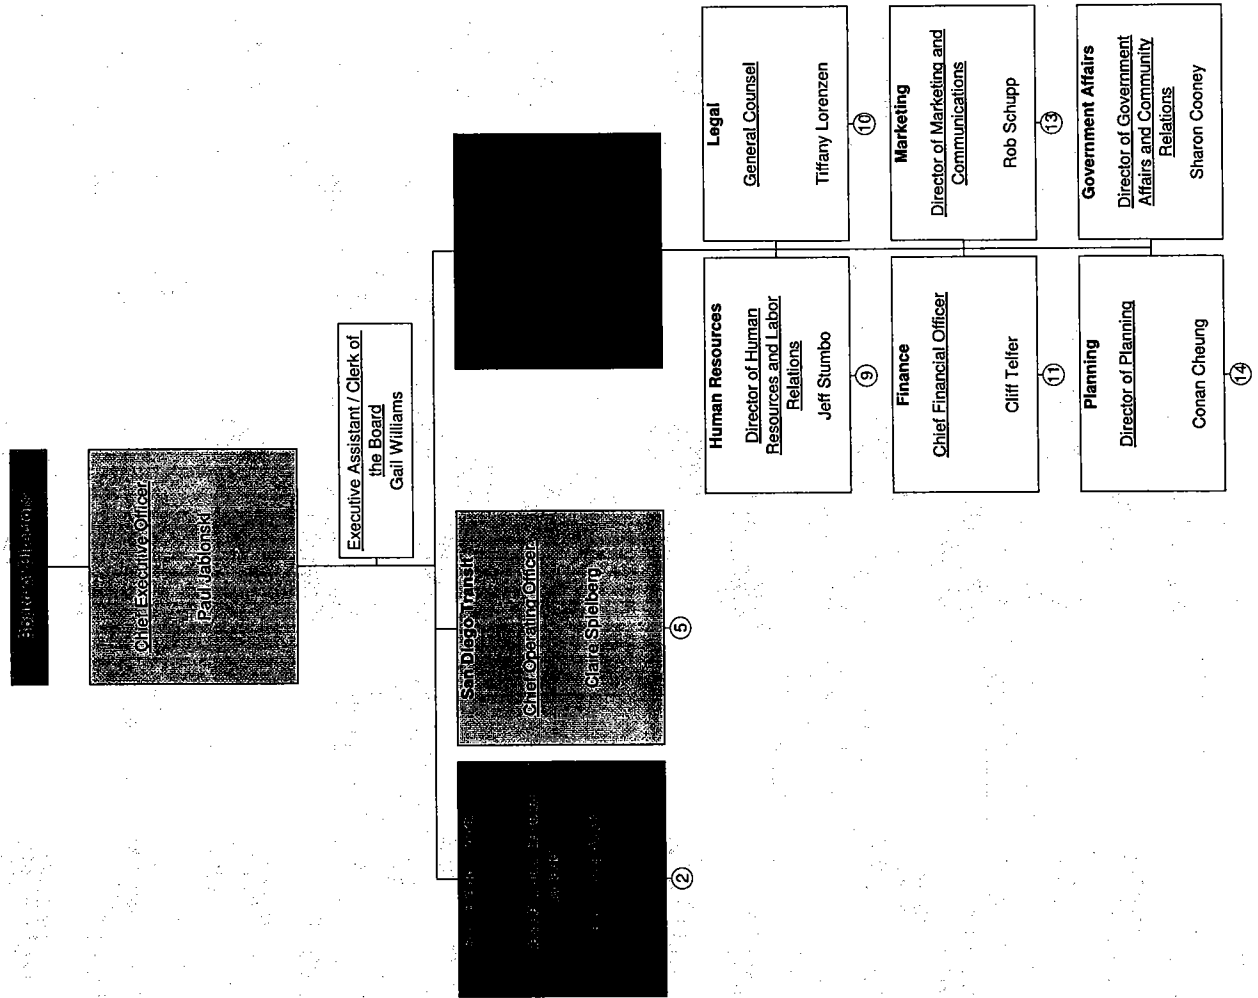 Chief Executive Officer
Paul Jablonski
Executive Assistant / Clerk of
the Board
Gail Williams
②
San Diego Transit
Chief Operating Officer
Claire Spielberg
⑤
Human Resources
Director of Human
Resources and Labor
Relations
Jeff Stumbo
⑨
Legal
General Counsel
Tiffany Lorenzen
⑩
Finance
Chief Financial Officer
Cliff Telfer
⑪
Marketing
Director of Marketing and
Communications
Rob Schupp
⑬
Planning
Director of Planning
Conan Cheung
⑭
Government Affairs
Director of Government
Affairs and Community
Relations
Sharon Cooney